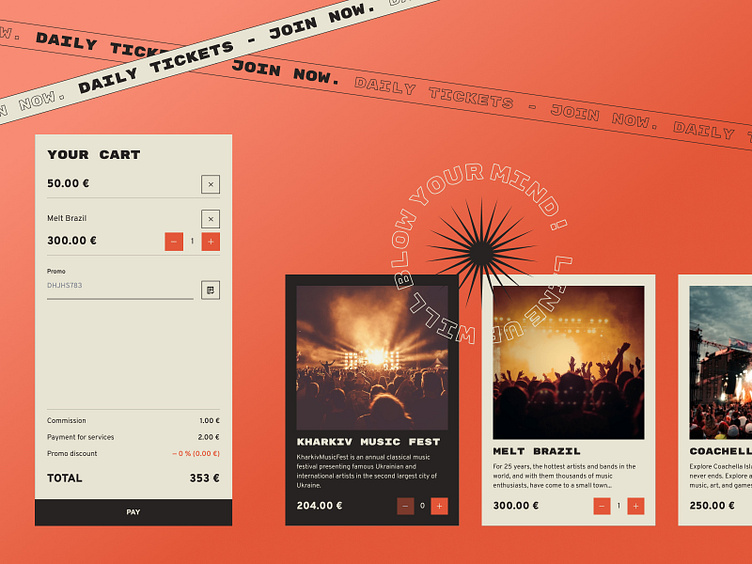 DAILY TICKETS - JOIN NOW.
W. DAILY TICK JOIN NOW. DAILY TICKETS - JOIN NOW. DAILY
NOW. DAILY TICKETS - JOIN NOW.
YOUR CART
50.00 €
×
Melt Brazil
×
300.00 €
− 1 +
Promo
DHJHS783
Commission 1.00 €
Payment for services 2.00 €
Promo discount – 0 % (0.00 €)
TOTAL 353 €
PAY
LINE UP WILL BLOW YOUR MIND!
KHARKIV MUSIC FEST
KharkivMusicFest is an annual classical music
festival presenting famous Ukrainian and
international artists in the second largest city of
Ukraine.
204.00 €
− 0 +
MELT BRAZIL
For 25 years, the hottest artists and bands in the
world, and with them thousands of music
enthusiasts, have come to a small town...
300.00 €
− 1 +
COACHELL
Explore Coachella
never ends. Explore
music, art, and games
250.00 €